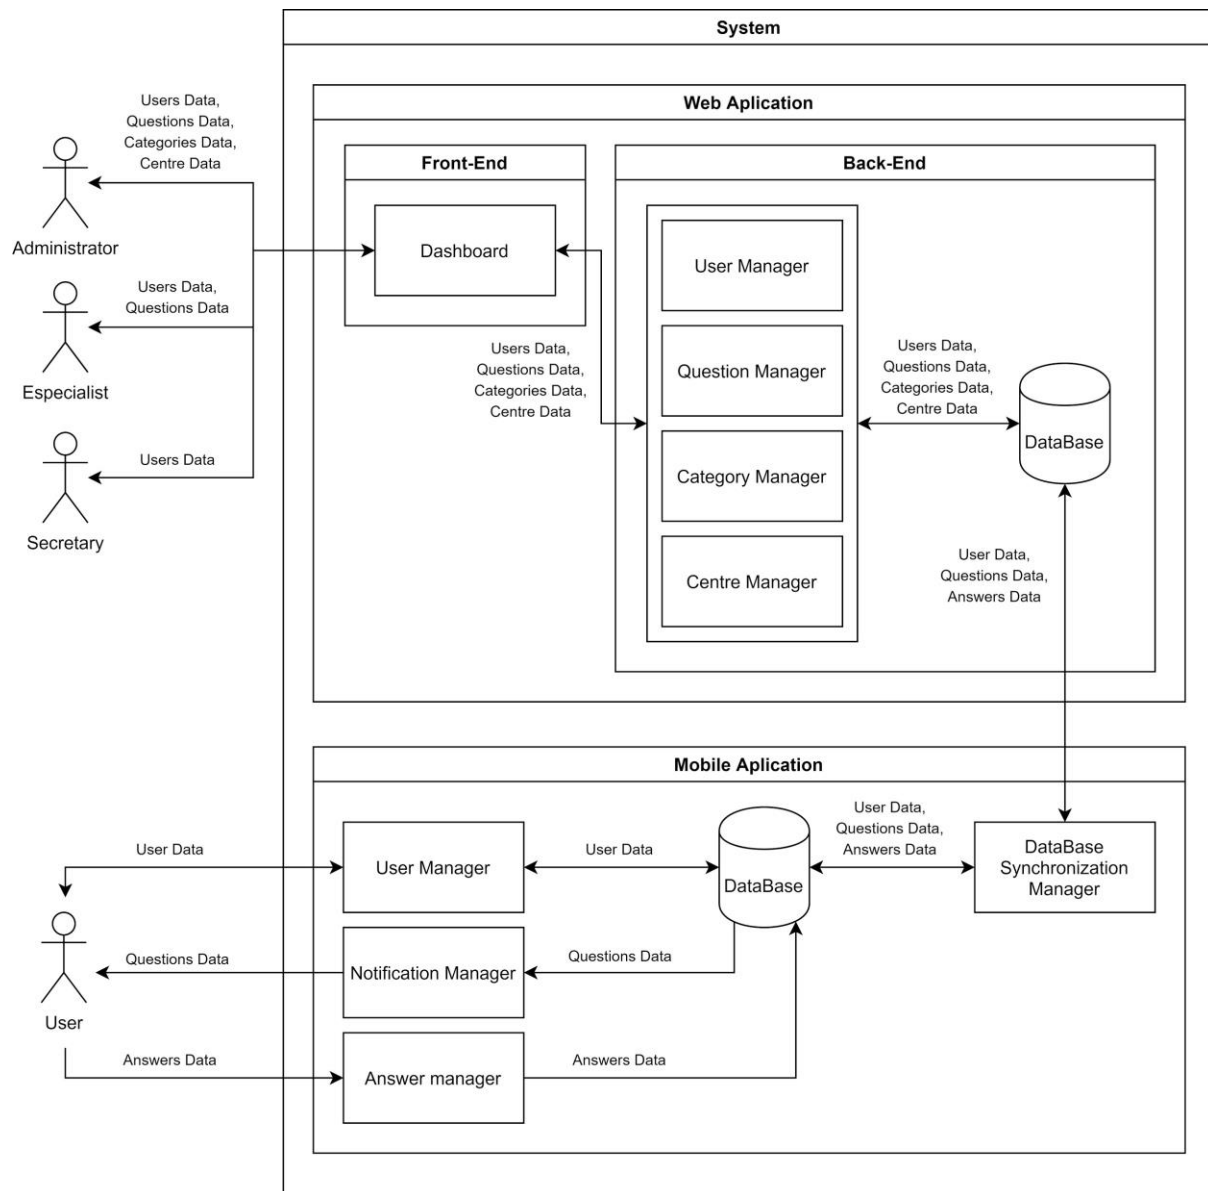 System
Web Aplication
Users Data,
Questions Data,
Categories Data,
Centre Data
Administrator
Users Data,
Questions Data
Especialist
Users Data
Secretary
Front-End
Dashboard
Users Data,
Questions Data,
Categories Data,
Centre Data
Back-End
User Manager
Question Manager
Category Manager
Centre Manager
Users Data,
Questions Data,
Categories Data,
Centre Data
DataBase
User Data,
Questions Data,
Answers Data
Mobile Aplication
User Data
User Manager
User Data
DataBase
User Data,
Questions Data,
Answers Data
DataBase
Synchronization
Manager
Questions Data
Notification Manager
Questions Data
User
Answers Data
Answer manager
Answers Data